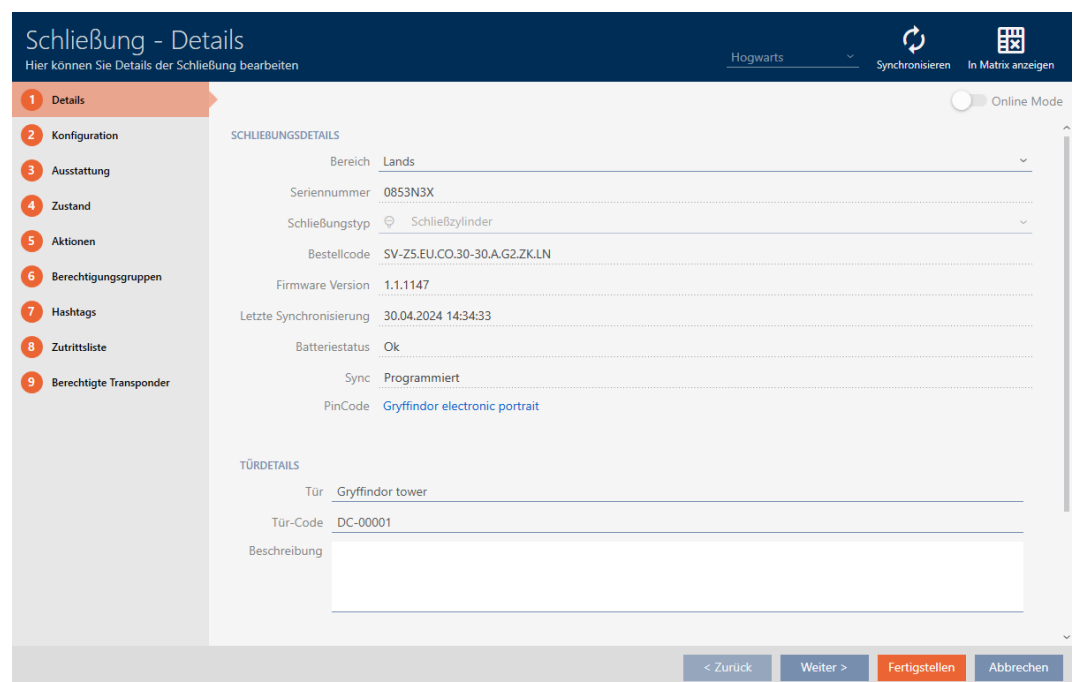 Schließung - Details
Hier können Sie Details der Schließung bearbeiten
Hogwarts
Synchronisieren
In Matrix anzeigen
1 Details
2 Konfiguration
3 Ausstattung
4 Zustand
5 Aktionen
6 Berechtigungsgruppen
7 Hashtags
8 Zutrittsliste
9 Berechtigte Transponder
Online Mode
SCHLIEßUNGSDETAILS
Bereich Lands
Seriennummer 0853N3X
Schließungstyp Schließzylinder
Bestellcode SV-Z5.EU.CO.30-30.A.G2.ZK.LN
Firmware Version 1.1.1147
Letzte Synchronisierung 30.04.2024 14:34:33
Batteriestatus Ok
Sync Programmiert
PinCode Gryffindor electronic portrait
TÜRDETAILS
Tür Gryffindor tower
Tür-Code DC-00001
Beschreibung
< Zurück
Weiter >
Fertigstellen
Abbrechen